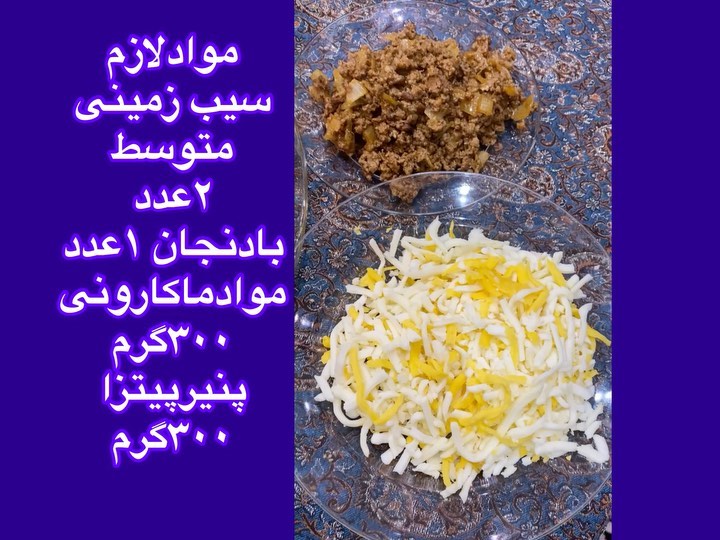 موادلازم
سیب زمینی
متوسط
۲عدد
بادنجان ۱عدد
موادماکارونی
۳۰۰گرم
پنیرپیتزا
۳۰۰گرم